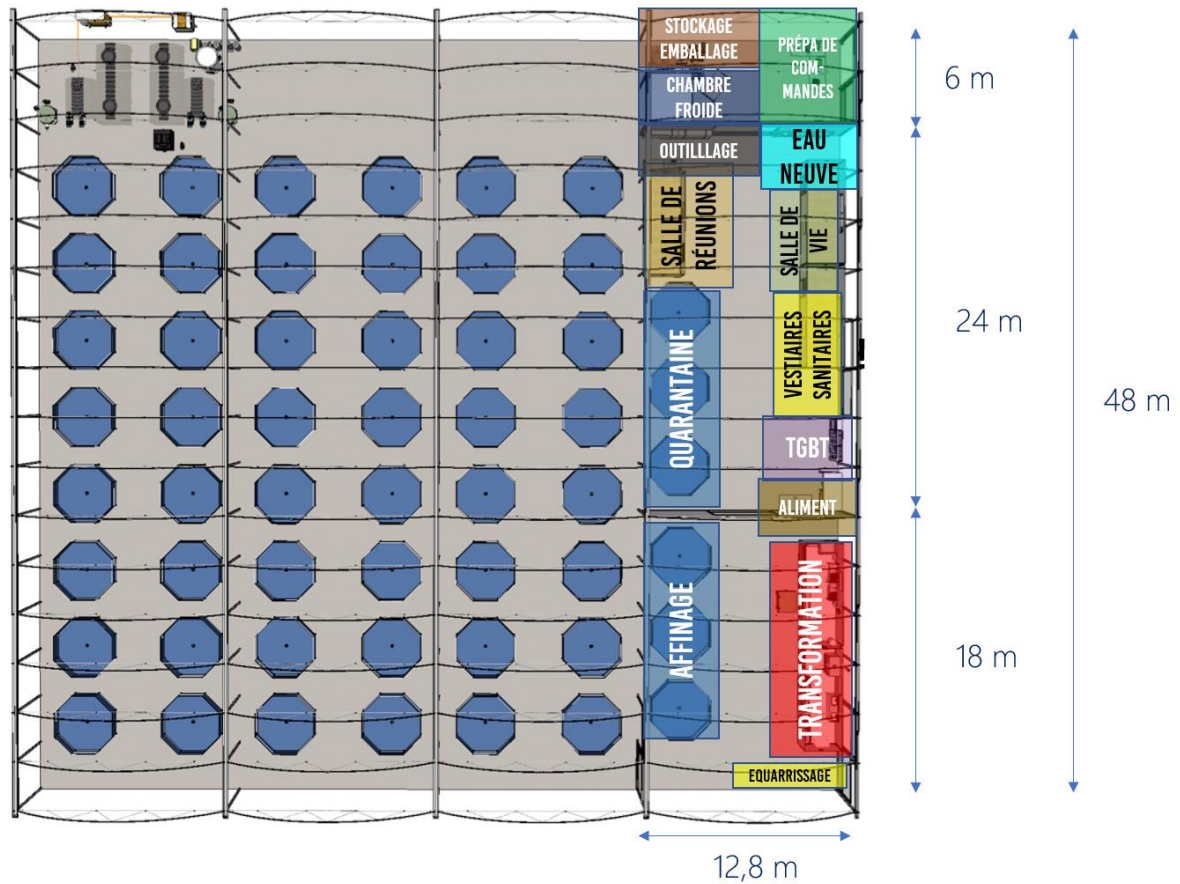 STOCKAGE
EMBALLAGE
PRÉPA DE
COM-
MANDES
CHAMBRE
FROIDE
OUTILLLAGE
EAU
NEUVE
SALLE DE
RÉUNIONS
SALLE DE
VIE
QUARANTAINE
VESTIAIRES
SANITAIRES
TGBT
ALIMENT
AFFINAGE
TRANSFORMATION
EQUARRISSAGE
6 m
24 m
48 m
18 m
12,8 m